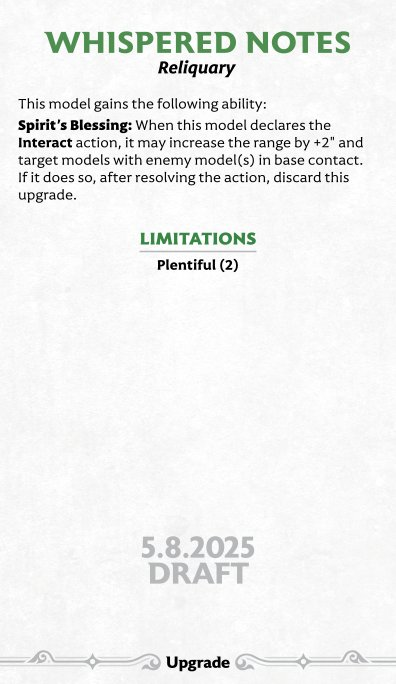 WHISPERED NOTES
Reliquary
This model gains the following ability:
Spirit's Blessing: When this model declares the
Interact action, it may increase the range by +2" and
target models with enemy model(s) in base contact.
If it does so, after resolving the action, discard this
upgrade.
LIMITATIONS
Plentiful (2)
5.8.2025
DRAFT
Upgrade